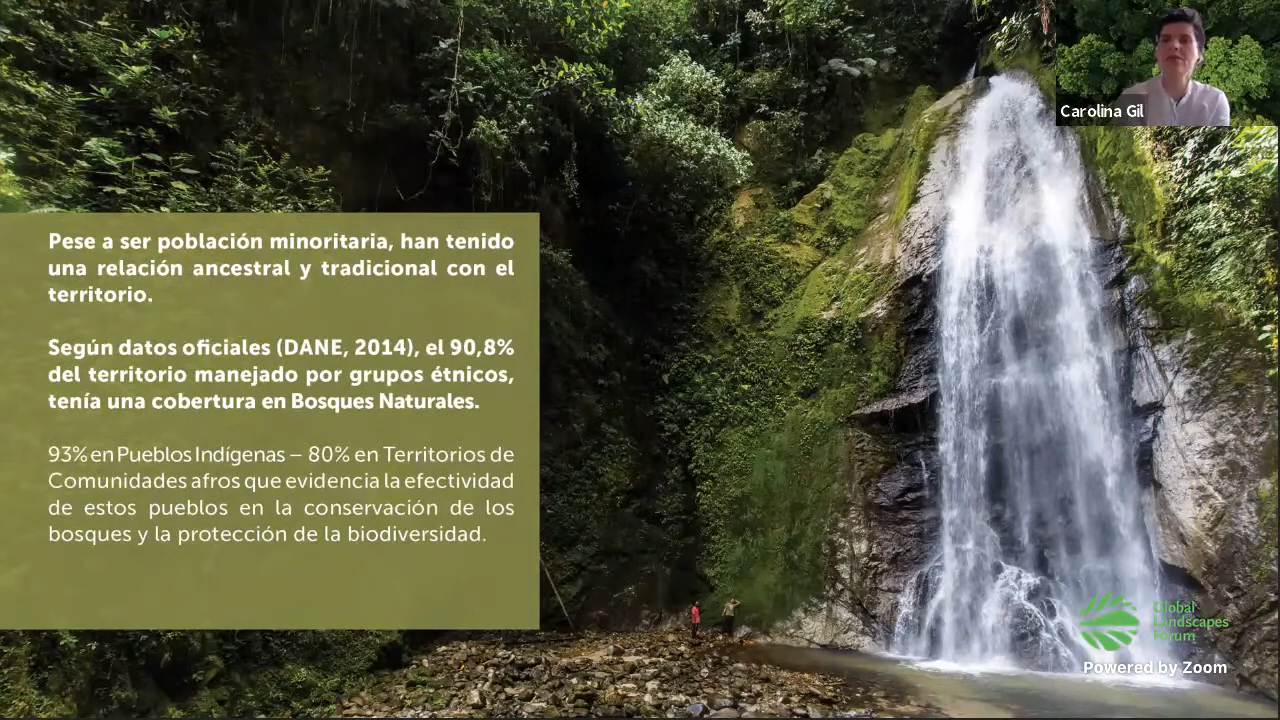 Carolina Gil
Pese a ser población minoritaria, han tenido
una relación ancestral y tradicional con el
territorio.
Según datos oficiales (DANE, 2014), el 90,8%
del territorio manejado por grupos étnicos,
tenía una cobertura en Bosques Naturales.
93% en Pueblos Indígenas – 80% en Territorios de
Comunidades afros que evidencia la efectividad
de estos pueblos en la conservación de los
bosques y la protección de la biodiversidad.
Global
Landscapes
Forum
Powered by Zoom